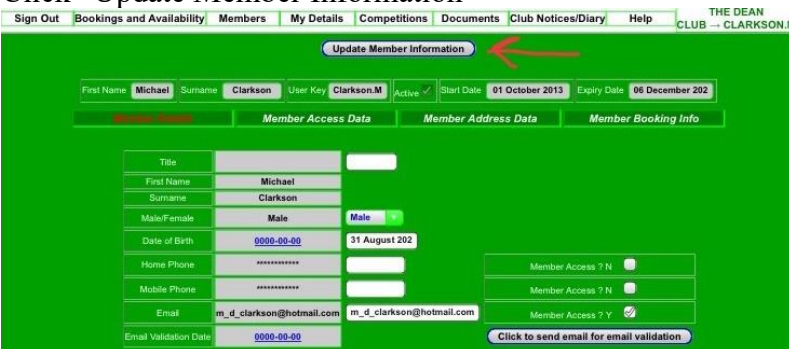 Click "Update Member Information"
Sign Out Bookings and Availability Members My Details Competitions Documents Club Notices/Diary Help THE DEAN
CLUB → CLARKSON.
Update Member Information
First Name Michael Surname Clarkson User Key Clarkson.M Active Start Date 01 October 2013 Expiry Date 06 December 202
Member Details Member Access Data Member Address Data Member Booking Info
Title
First Name Michael
Surname Clarkson
Male/Female Male Male
Date of Birth 0000-00-00 31 August 202
Home Phone ************ Member Access ? N
Mobile Phone ************ Member Access ? N
Email m_d_clarkson@hotmail.com m_d_clarkson@hotmail.com Member Access ? Y
Email Validation Date 0000-00-00 Click to send email for email validation